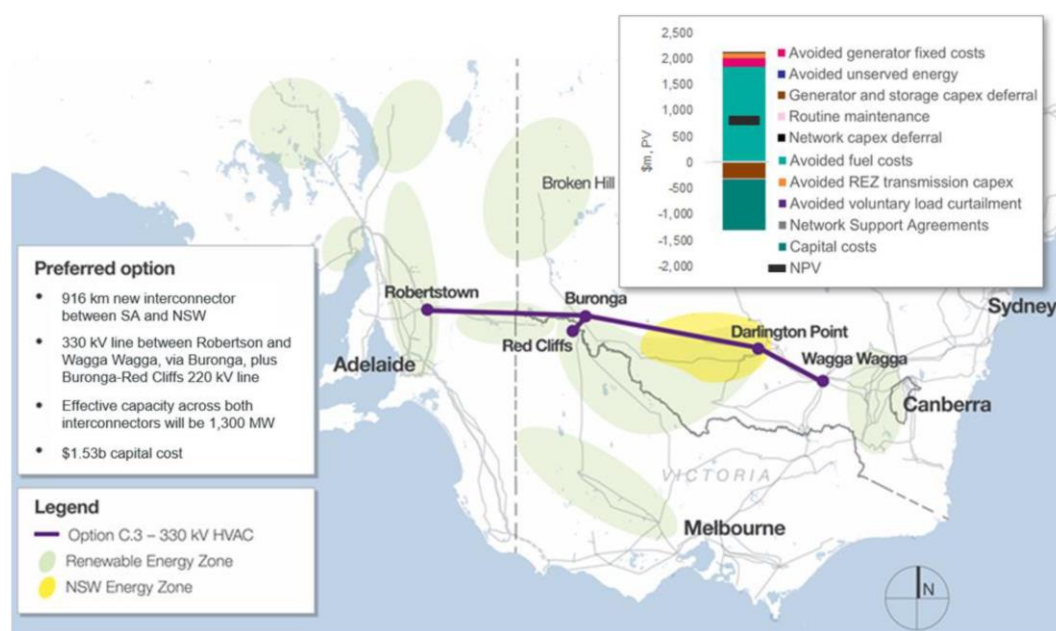 2,500
2,000
1,500
1,000
500
0
-500
-1,000
-1,500
-2,000
$m, PV
Avoided generator fixed costs
Avoided unserved energy
Generator and storage capex deferral
Routine maintenance
Network capex deferral
Avoided fuel costs
Avoided REZ transmission capex
Avoided voluntary load curtailment
Network Support Agreements
Capital costs
NPV
Broken Hill
Preferred option
• 916 km new interconnector
between SA and NSW
• 330 kV line between Robertson and
Wagga Wagga, via Buronga, plus
Buronga-Red Cliffs 220 kV line
• Effective capacity across both
interconnectors will be 1,300 MW
• $1.53b capital cost
Robertstown
Buronga
Red Cliffs
Darlington Point
Wagga Wagga
Sydney
Adelaide
Canberra
VICTORIA
Melbourne
Legend
Option C.3 – 330 kV HVAC
Renewable Energy Zone
NSW Energy Zone
N